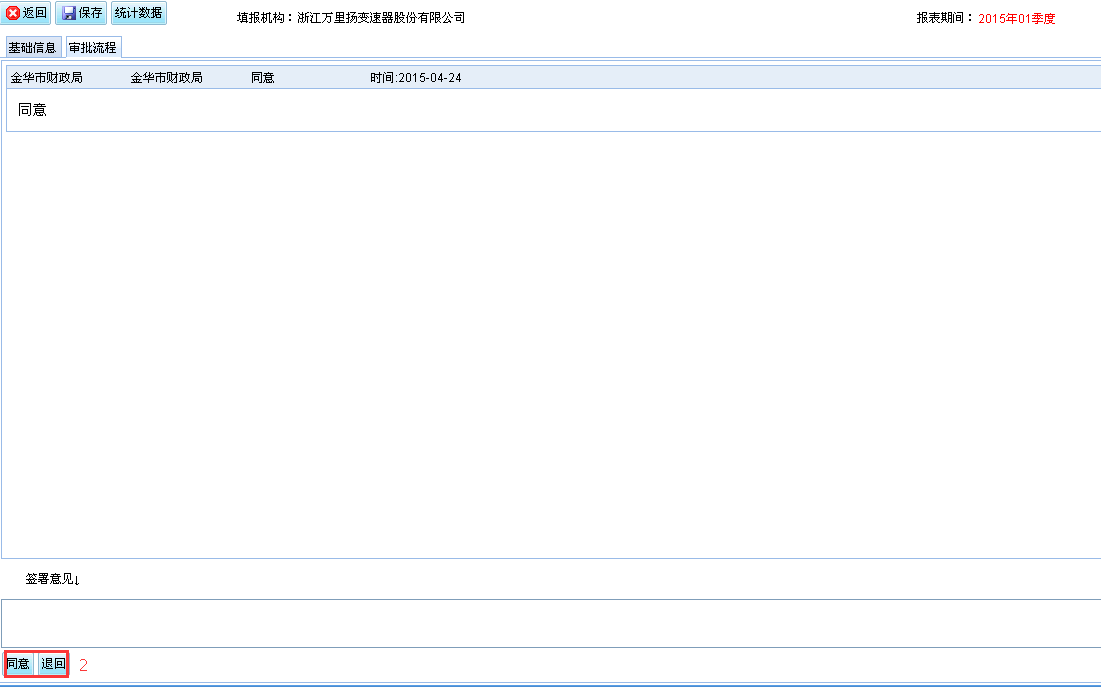 返回 保存 统计数据 填报机构：浙江万里扬变速器股份有限公司 报表期间：2015年01季度
基础信息 审批流程
金华市财政局 金华市财政局 同意 时间:2015-04-24
同意
签署意见↓
同意 退回 2